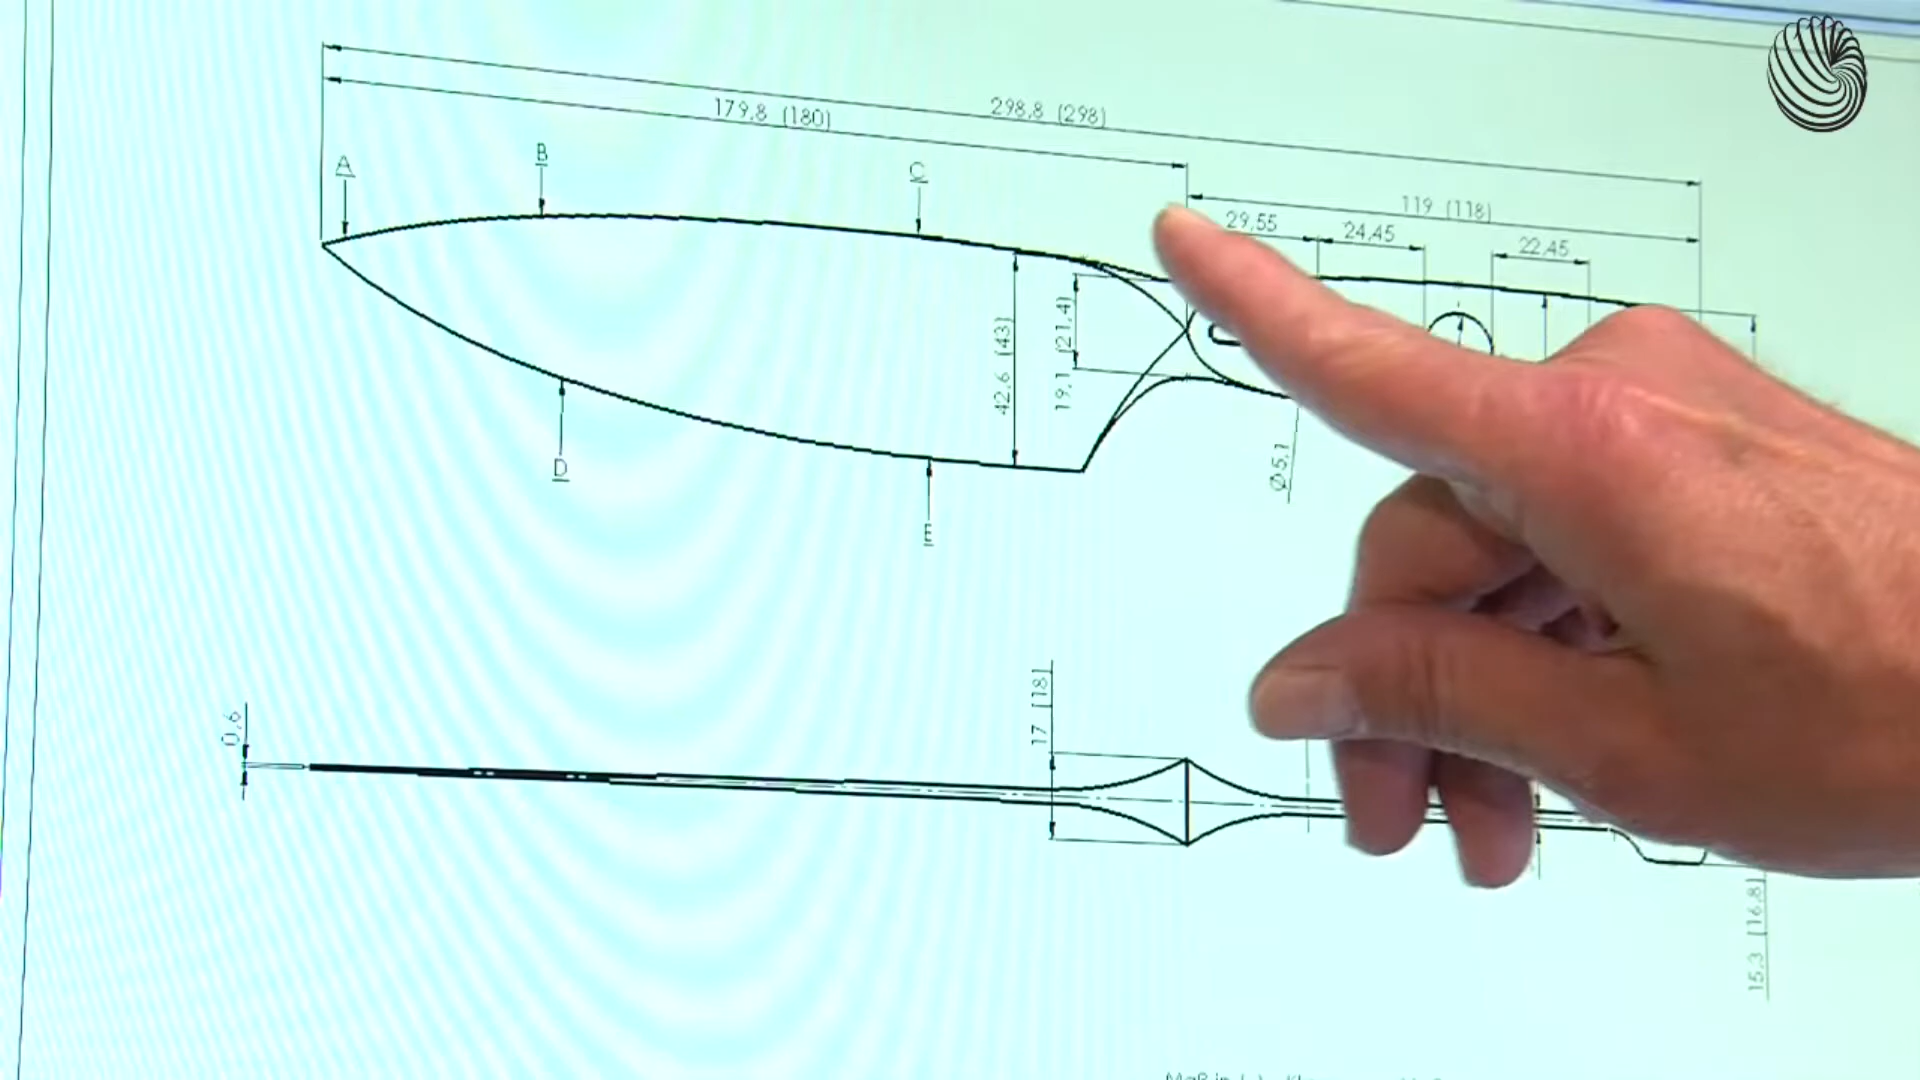 298,8 (298)
179,8 (180)
A
B
C
119 (118)
29,55
24,45
22,45
42,6 (43)
19,1 (21,4)
D
E
Ø5,1
0,6
17 (18)
15,3 (16,8)